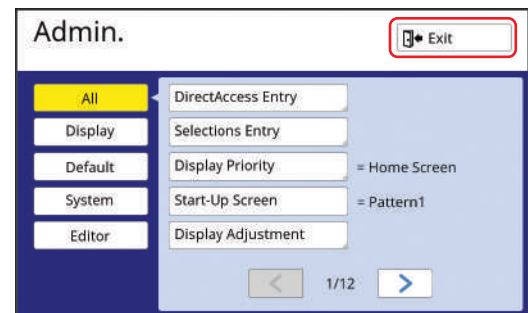 Admin.
Exit
All
DirectAccess Entry
Display
Selections Entry
Default
Display Priority = Home Screen
System
Start-Up Screen = Pattern1
Editor
Display Adjustment
< 1/12 >